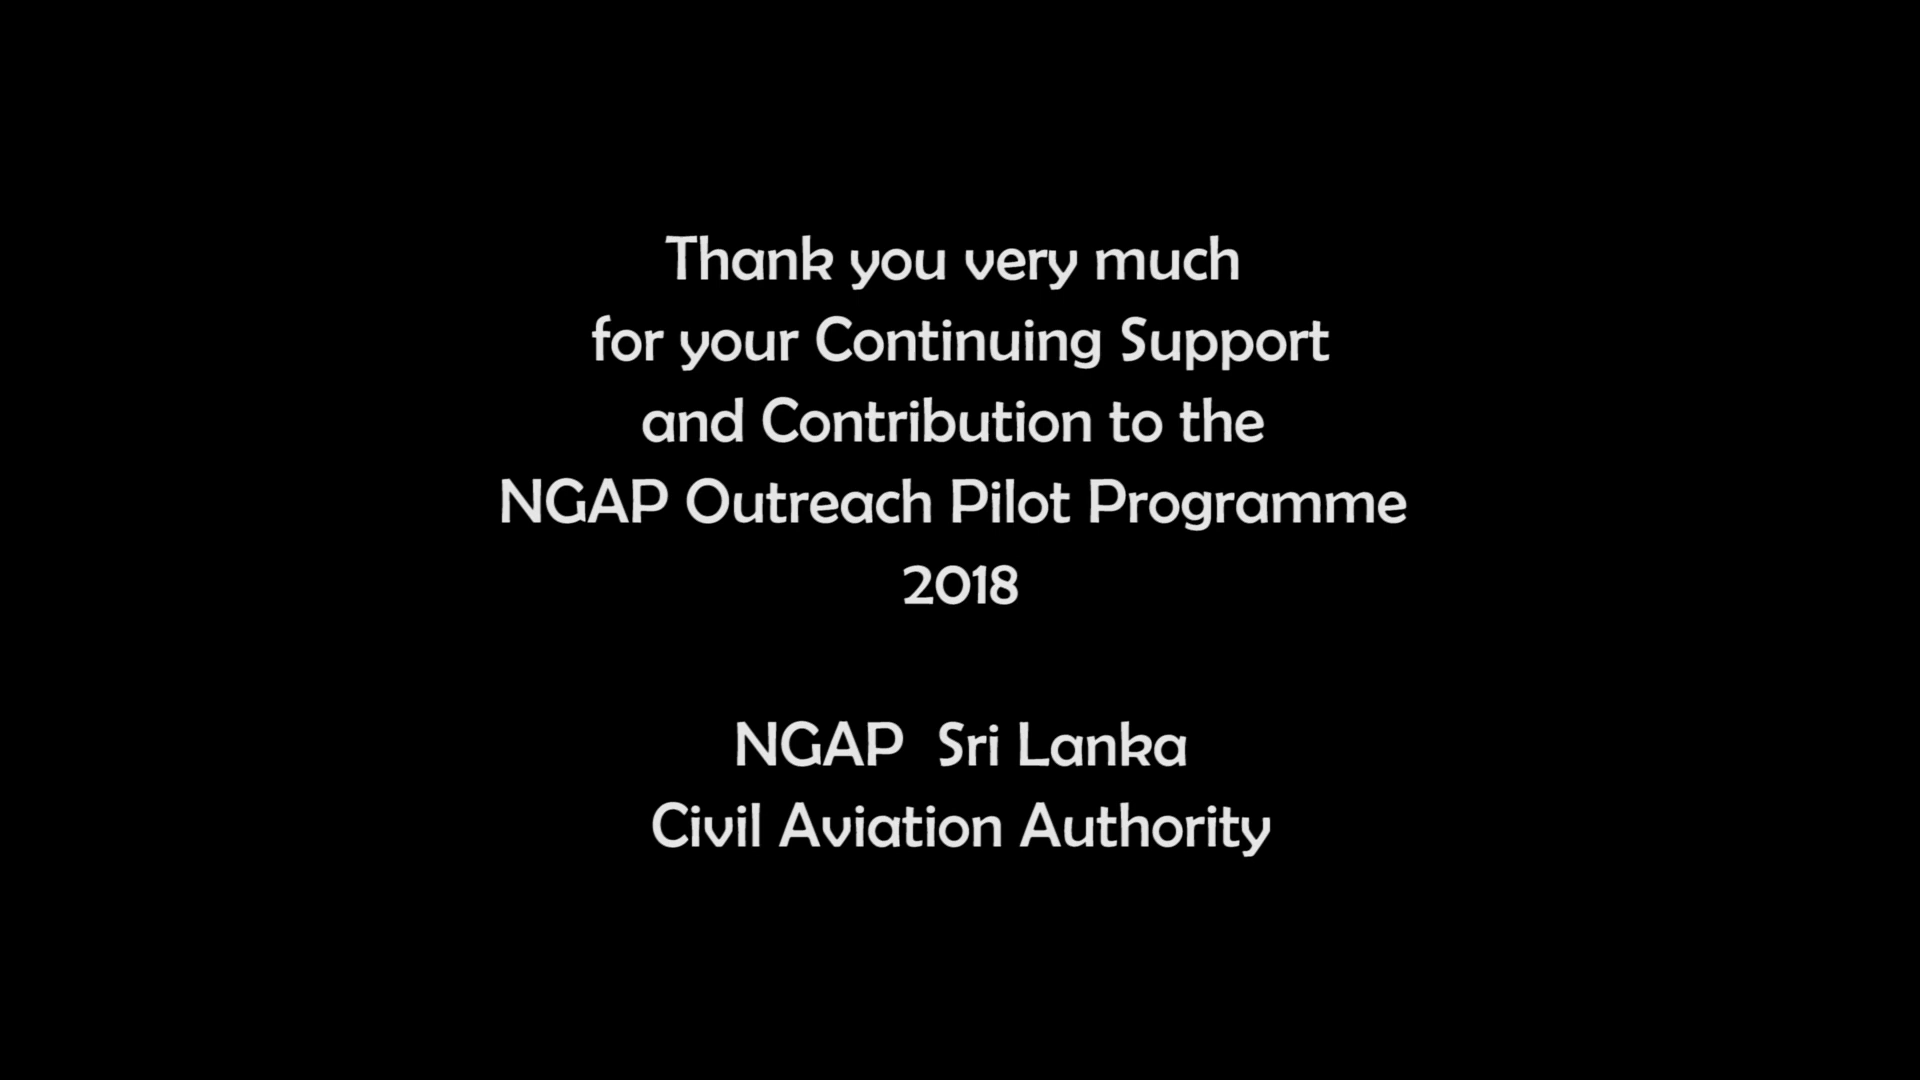 Thank you very much
for your Continuing Support
and Contribution to the
NGAP Outreach Pilot Programme
2018
NGAP  Sri Lanka
Civil Aviation Authority